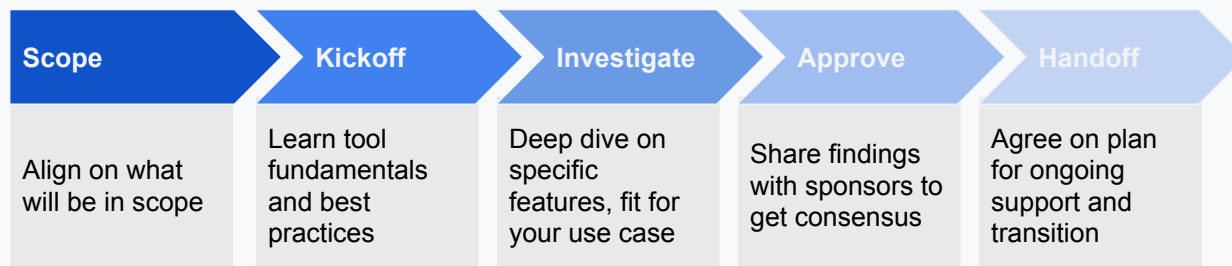 Scope
Kickoff
Investigate
Approve
Handoff
Align on what
will be in scope
Learn tool
fundamentals
and best
practices
Deep dive on
specific
features, fit for
your use case
Share findings
with sponsors to
get consensus
Agree on plan
for ongoing
support and
transition